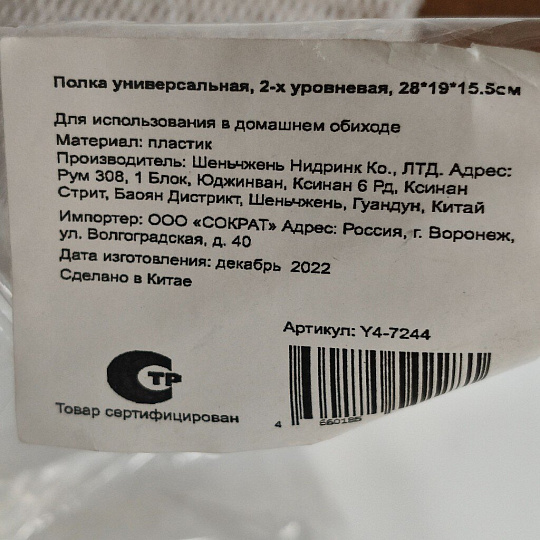 Полка универсальная, 2-х уровневая, 28*19*15.5см
Для использования в домашнем обиходе
Материал: пластик
Производитель: Шеньчжень Нидринк Ко., ЛТД. Адрес:
Рум 308, 1 Блок, Юджинван, Ксинан 6 Рд, Ксинан
Стрит, Баоян Дистрикт, Шеньчжень, Гуандун, Китай
Импортер: ООО «СОКРАТ» Адрес: Россия, г. Воронеж,
ул. Волгоградская, д. 40
Дата изготовления: декабрь 2022
Сделано в Китае
Артикул: Y4-7244
СТР
Товар сертифицирован
4